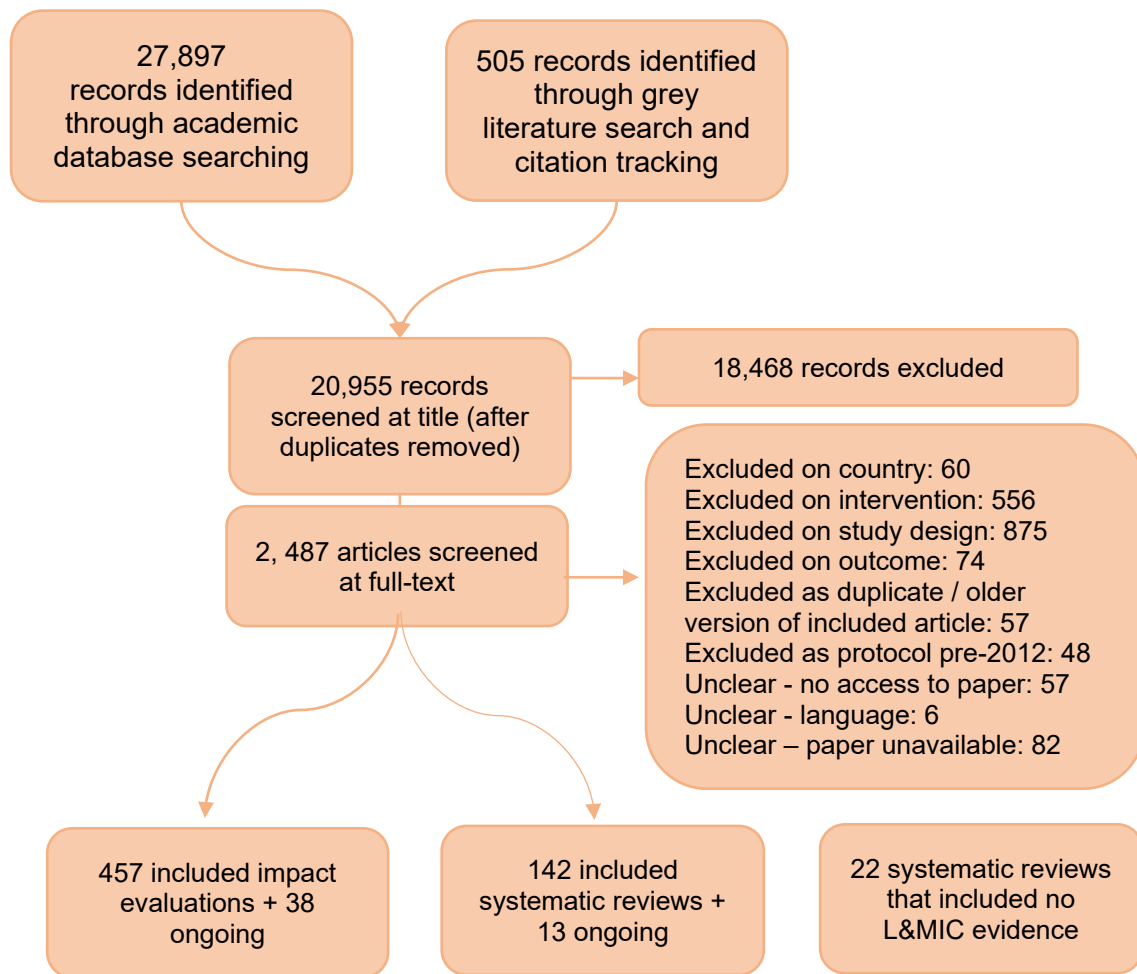 27,897
records identified
through academic
database searching
505 records identified
through grey
literature search and
citation tracking
20,955 records
screened at title (after
duplicates removed)
18,468 records excluded
2, 487 articles screened
at full-text
Excluded on country: 60
Excluded on intervention: 556
Excluded on study design: 875
Excluded on outcome: 74
Excluded as duplicate / older
version of included article: 57
Excluded as protocol pre-2012: 48
Unclear - no access to paper: 57
Unclear - language: 6
Unclear – paper unavailable: 82
457 included impact
evaluations + 38
ongoing
142 included
systematic reviews +
13 ongoing
22 systematic reviews
that included no
L&MIC evidence